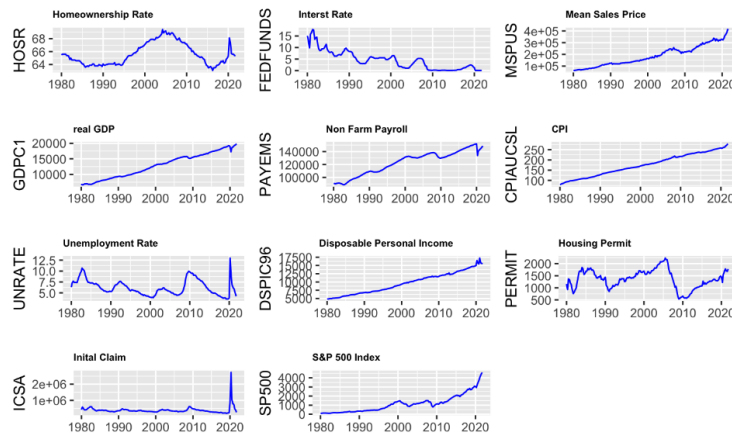 Homeownership Rate
HOSR
68
66
64
1980 1990 2000 2010 2020
Interst Rate
FEDFUNDS
15
10
5
0
1980 1990 2000 2010 2020
Mean Sales Price
MSPUS
4e+05
3e+05
2e+05
1e+05
1980 1990 2000 2010 2020
real GDP
GDPC1
20000
15000
10000
1980 1990 2000 2010 2020
Non Farm Payroll
PAYEMS
140000
120000
100000
1980 1990 2000 2010 2020
CPI
CPIAUCSL
250
200
150
100
1980 1990 2000 2010 2020
Unemployment Rate
UNRATE
12.5
10.0
7.5
5.0
1980 1990 2000 2010 2020
Disposable Personal Income
DSPIC96
17500
15000
12500
10000
7500
5000
1980 1990 2000 2010 2020
Housing Permit
PERMIT
2000
1500
1000
500
1980 1990 2000 2010 2020
Inital Claim
ICSA
2e+06
1e+06
1980 1990 2000 2010 2020
S&P 500 Index
SP500
4000
3000
2000
1000
0
1980 1990 2000 2010 2020